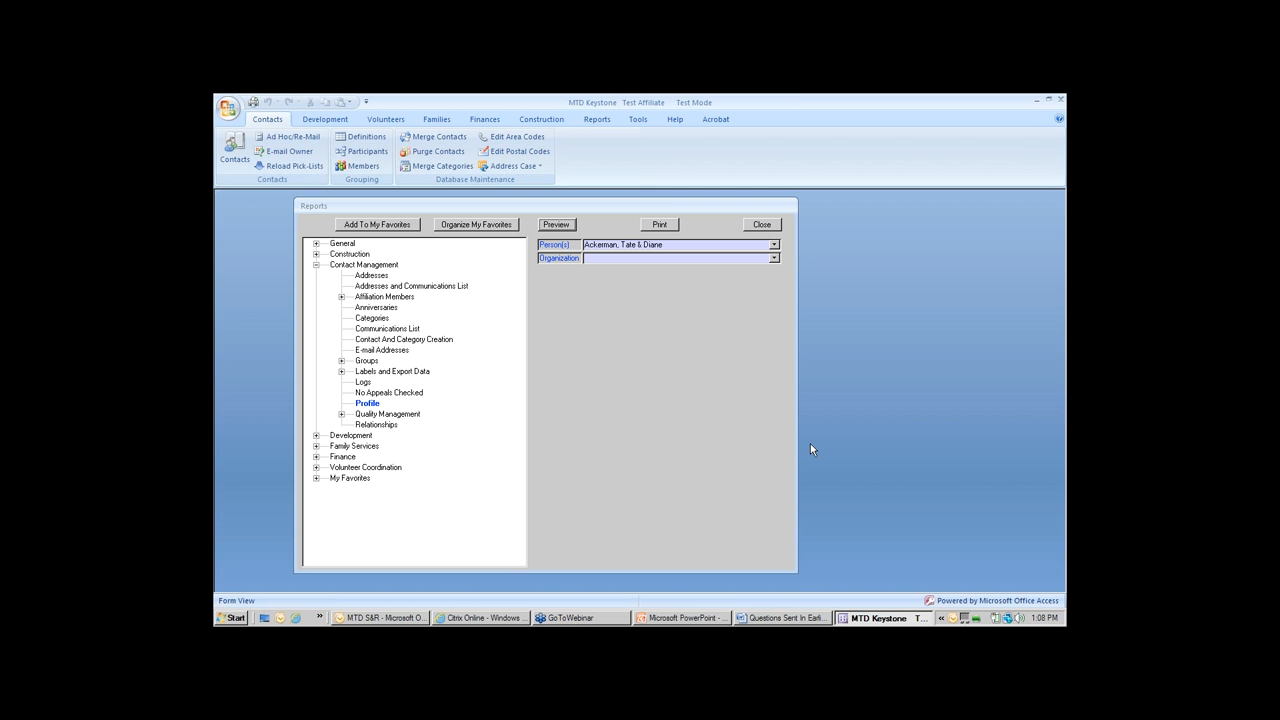 MTD Keystone Test Affiliate Test Mode
Contacts Development Volunteers Families Finances Construction Reports Tools Help Acrobat
Contacts
Ad Hoc/Re-Mail
E-mail Owner
Reload Pick-Lists
Contacts
Definitions
Participants
Members
Grouping
Merge Contacts
Purge Contacts
Merge Categories
Edit Area Codes
Edit Postal Codes
Address Case
Database Maintenance
Reports
Add To My Favorites Organize My Favorites Preview Print Close
General
Construction
Contact Management
Addresses
Addresses and Communications List
Affiliation Members
Anniversaries
Categories
Communications List
Contact And Category Creation
E-mail Addresses
Groups
Labels and Export Data
Logs
No Appeals Checked
Profile
Quality Management
Relationships
Development
Family Services
Finance
Volunteer Coordination
My Favorites
Person(s) Ackerman, Tate & Diane
Organization
Form View Powered by Microsoft Office Access
Start » MTD S&R - Microsoft O... Citrix Online - Windows ... GoToWebinar Microsoft PowerPoint - ... Questions Sent In Earli... MTD Keystone T... « 1:08 PM